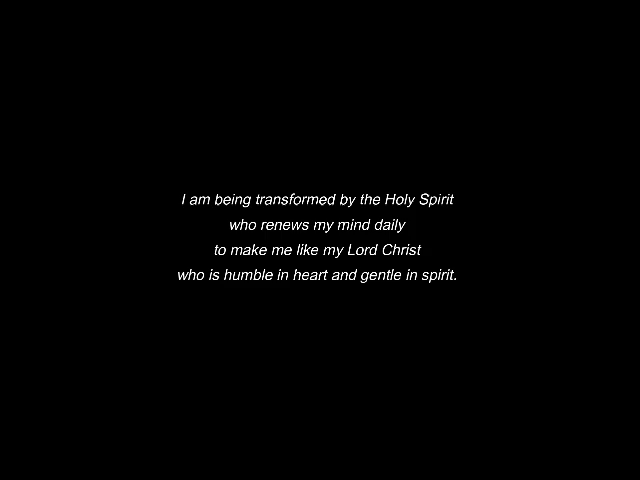 I am being transformed by the Holy Spirit
who renews my mind daily
to make me like my Lord Christ
who is humble in heart and gentle in spirit.